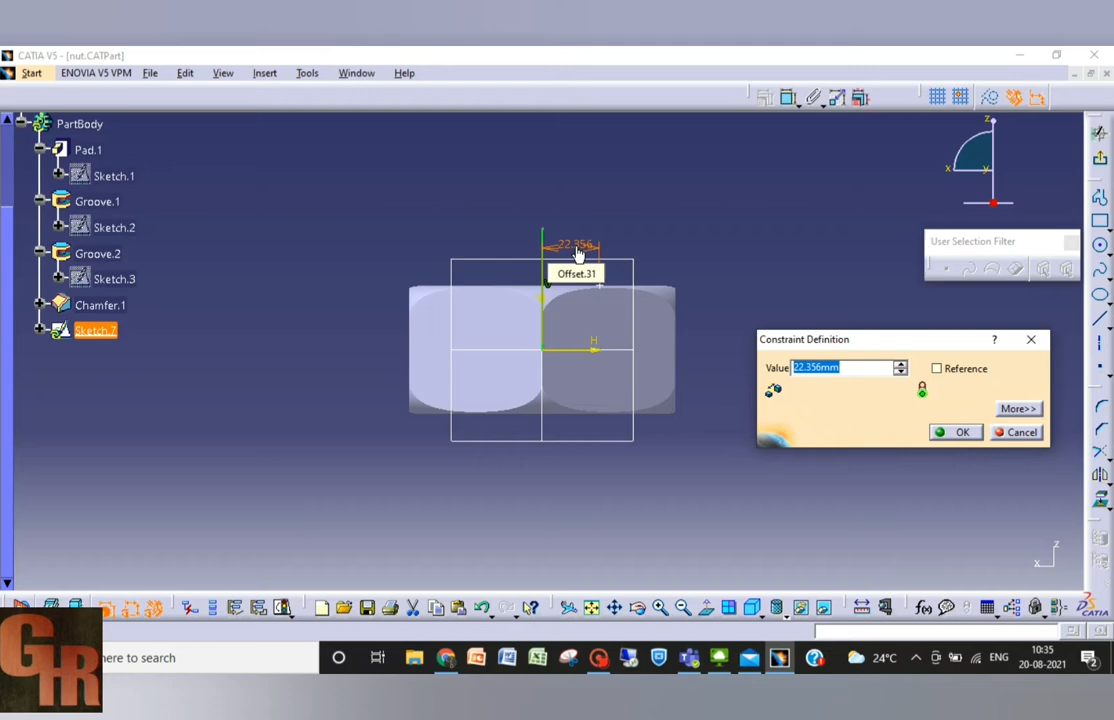 CATIA V5 - [nut.CATPart]
Start ENOVIA V5 VPM File Edit View Insert Tools Window Help
PartBody
Pad.1
Sketch.1
Groove.1
Sketch.2
Groove.2
Sketch.3
Chamfer.1
Sketch.7
z
x
y
User Selection Filter
22.356
Offset.31
H
Constraint Definition
Value 22.356mm Reference
More>>
OK Cancel
z
x
f(x)
CATIA
GTR
here to search
24°C ENG 10:35
20-08-2021 2